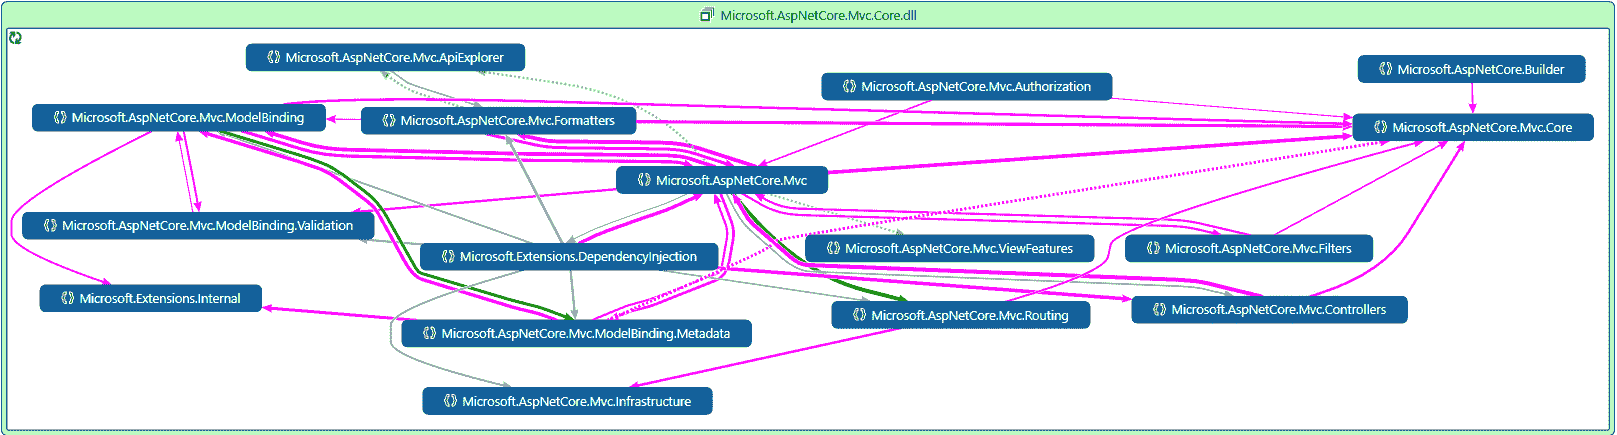 Microsoft.AspNetCore.Mvc.Core.dll
Microsoft.AspNetCore.Mvc.ApiExplorer
Microsoft.AspNetCore.Builder
Microsoft.AspNetCore.Mvc.Authorization
Microsoft.AspNetCore.Mvc.ModelBinding
Microsoft.AspNetCore.Mvc.Formatters
Microsoft.AspNetCore.Mvc.Core
Microsoft.AspNetCore.Mvc
Microsoft.AspNetCore.Mvc.ModelBinding.Validation
Microsoft.AspNetCore.Mvc.ViewFeatures
Microsoft.AspNetCore.Mvc.Filters
Microsoft.Extensions.DependencyInjection
Microsoft.Extensions.Internal
Microsoft.AspNetCore.Mvc.Controllers
Microsoft.AspNetCore.Mvc.Routing
Microsoft.AspNetCore.Mvc.ModelBinding.Metadata
Microsoft.AspNetCore.Mvc.Infrastructure